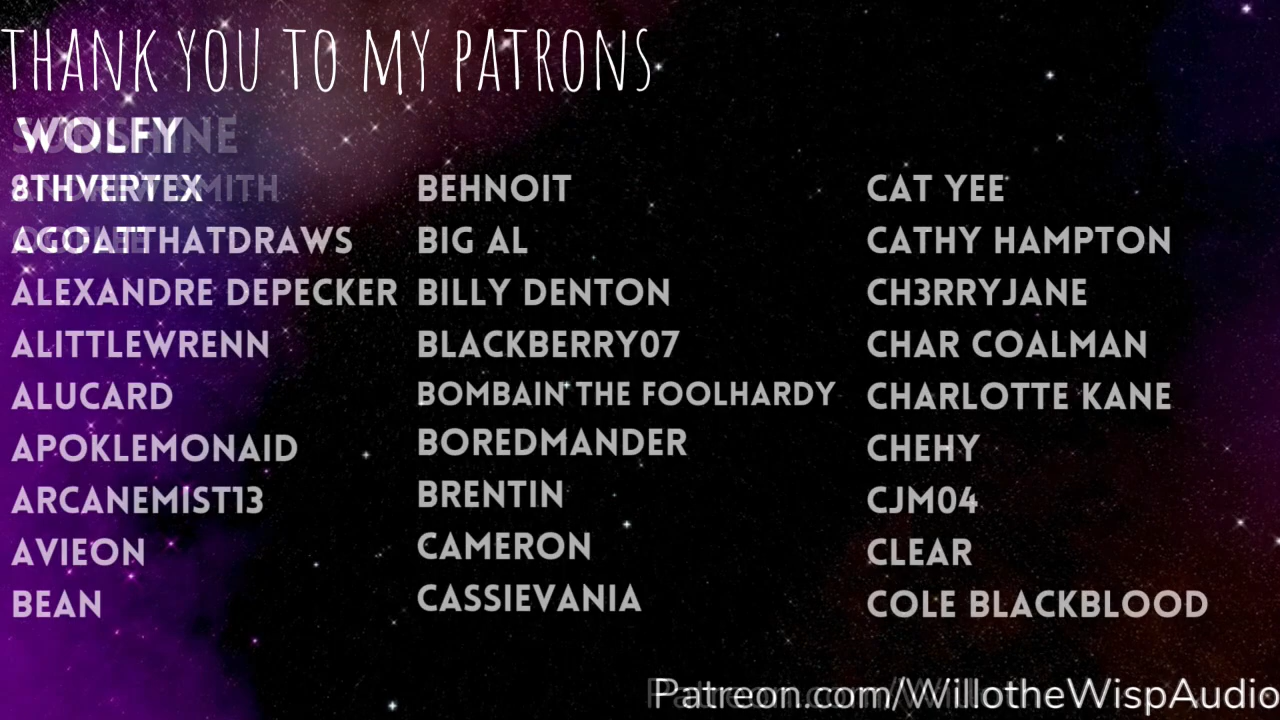 THANK YOU TO MY PATRONS
WOLFY
SUNSHINE
8THVERTEX
AGOATTHATDRAWS
ALEXANDRE DEPECKER
ALITTLEWRENN
ALUCARD
APOKLEMONAID
ARCANEMIST13
AVIEON
BEAN
BEHNOIT
BIG AL
BILLY DENTON
BLACKBERRY07
BOMBAIN THE FOOLHARDY
BOREDMANDER
BRENTIN
CAMERON
CASSIEVANIA
CAT YEE
CATHY HAMPTON
CH3RRYJANE
CHAR COALMAN
CHARLOTTE KANE
CHEHY
CJM04
CLEAR
COLE BLACKBLOOD
Patreon.com/WillotheWispAudio